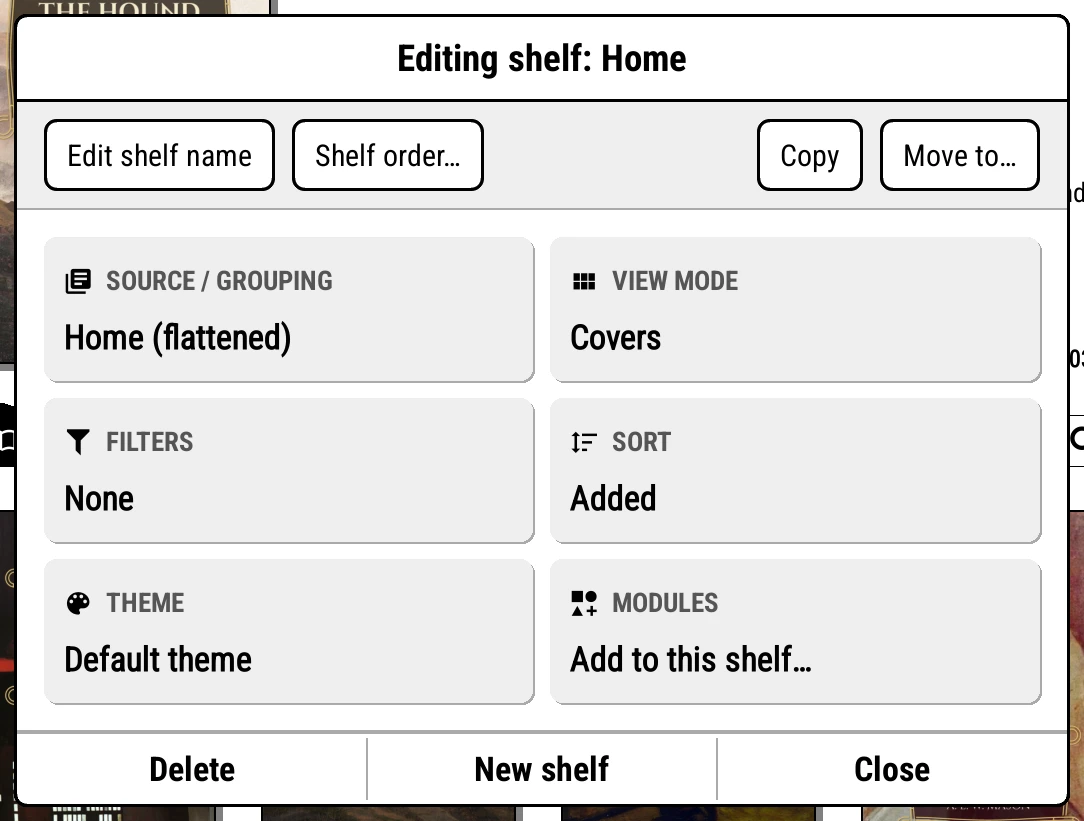 THE HOUND
Editing shelf: Home
Edit shelf name
Shelf order...
Copy
Move to...
SOURCE / GROUPING
Home (flattened)
VIEW MODE
Covers
FILTERS
None
SORT
Added
THEME
Default theme
MODULES
Add to this shelf...
Delete
New shelf
Close
A. E. W. MASON